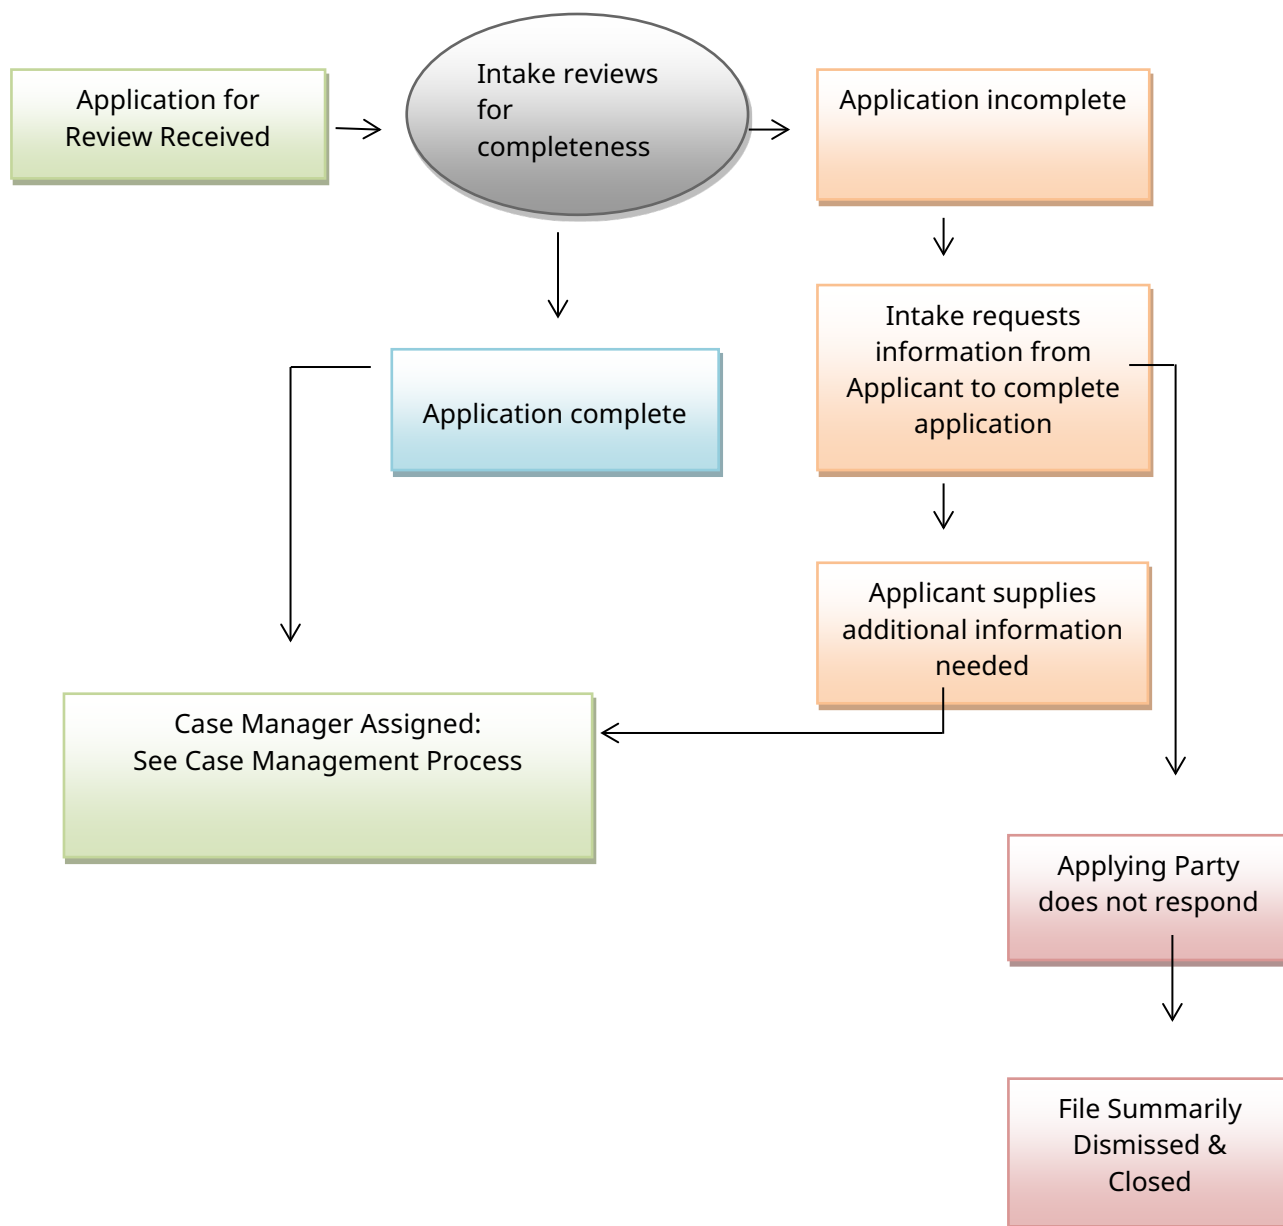 Application for
Review Received
Intake reviews
for
completeness
Application incomplete
Intake requests
information from
Applicant to complete
application
Application complete
Applicant supplies
additional information
needed
Case Manager Assigned:
See Case Management Process
Applying Party
does not respond
File Summarily
Dismissed &
Closed